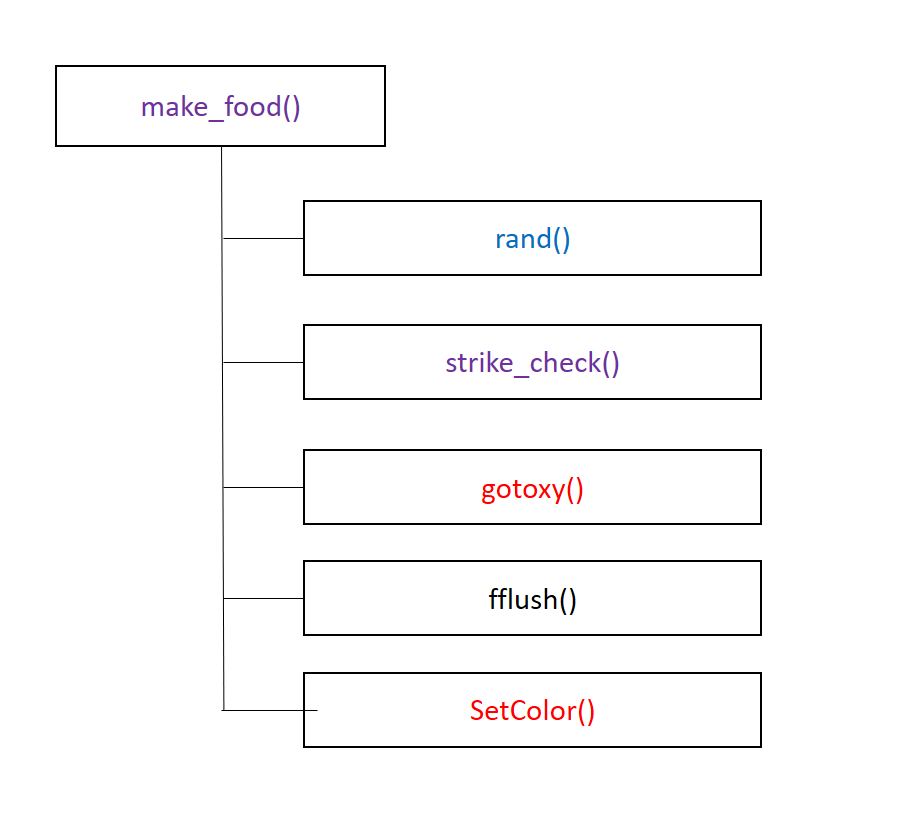 make_food()
rand()
strike_check()
gotoxy()
fflush()
SetColor()